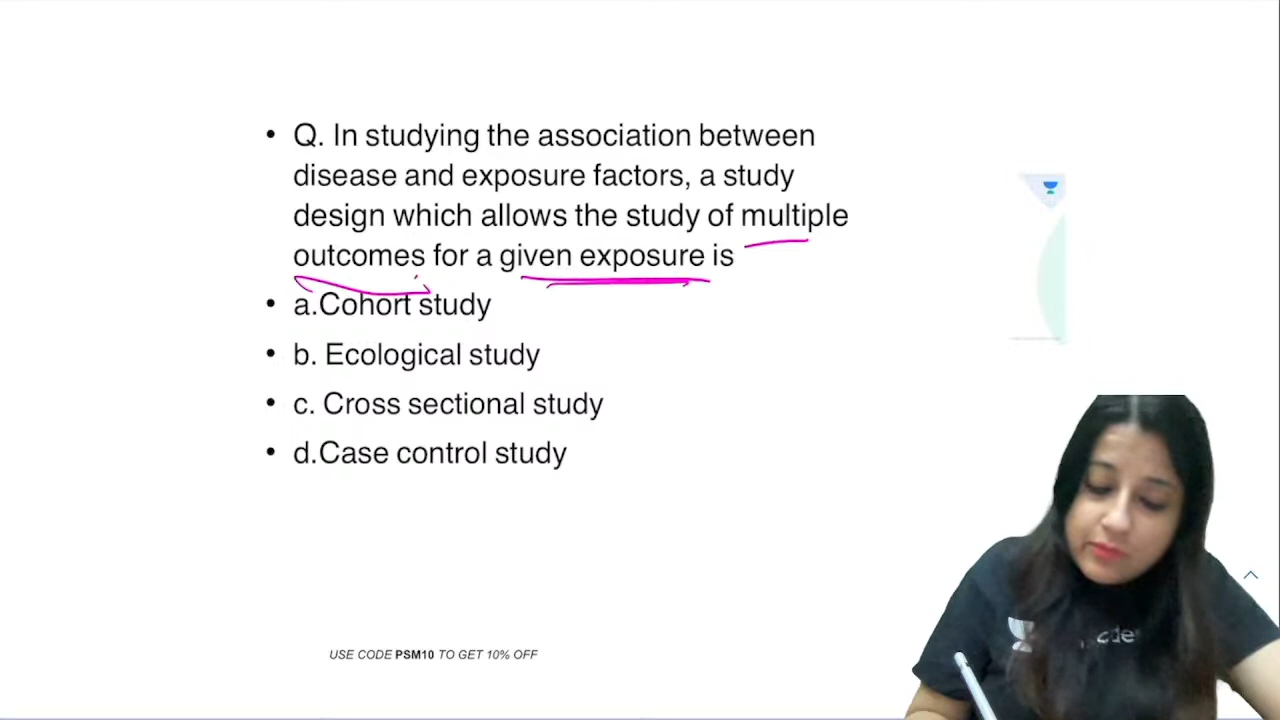 • Q. In studying the association between
disease and exposure factors, a study
design which allows the study of multiple
outcomes for a given exposure is
• a.Cohort study
• b. Ecological study
• c. Cross sectional study
• d.Case control study
USE CODE PSM10 TO GET 10% OFF